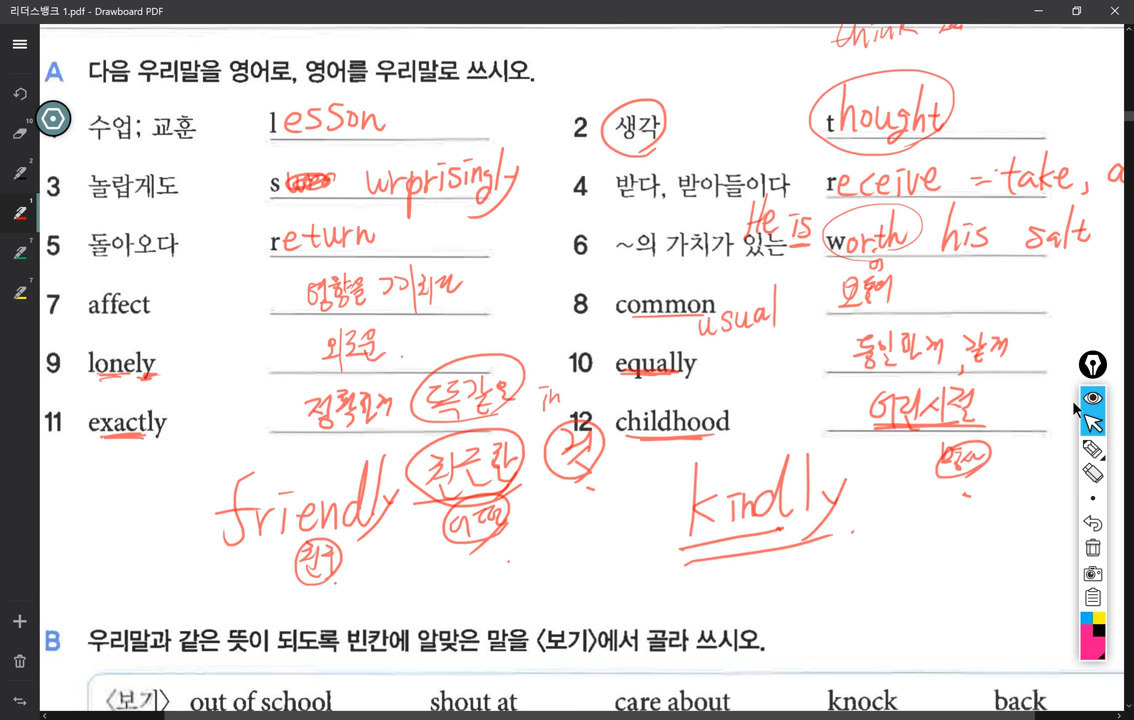 리더스뱅크 1.pdf - Drawboard PDF
think
A 다음 우리말을 영어로, 영어를 우리말로 쓰시오.
수업; 교훈 lesson 2 생각 thought
3 놀랍게도 s urprisingly 4 받다, 받아들이다 receive = take, a
He is
5 돌아오다 return 6 ~의 가치가 있는 worth his salt
7 affect 영향을 끼치다 8 common
usual
9 lonely 외로운 10 equally 동일하게, 같게
11 exactly 정확하게 똑같은 in 12 childhood 어린시절
친근한 것 명사
friendly kindly
친구
B 우리말과 같은 뜻이 되도록 빈칸에 알맞은 말을 〈보기〉에서 골라 쓰시오.
〈보기〉 out of school shout at care about knock back